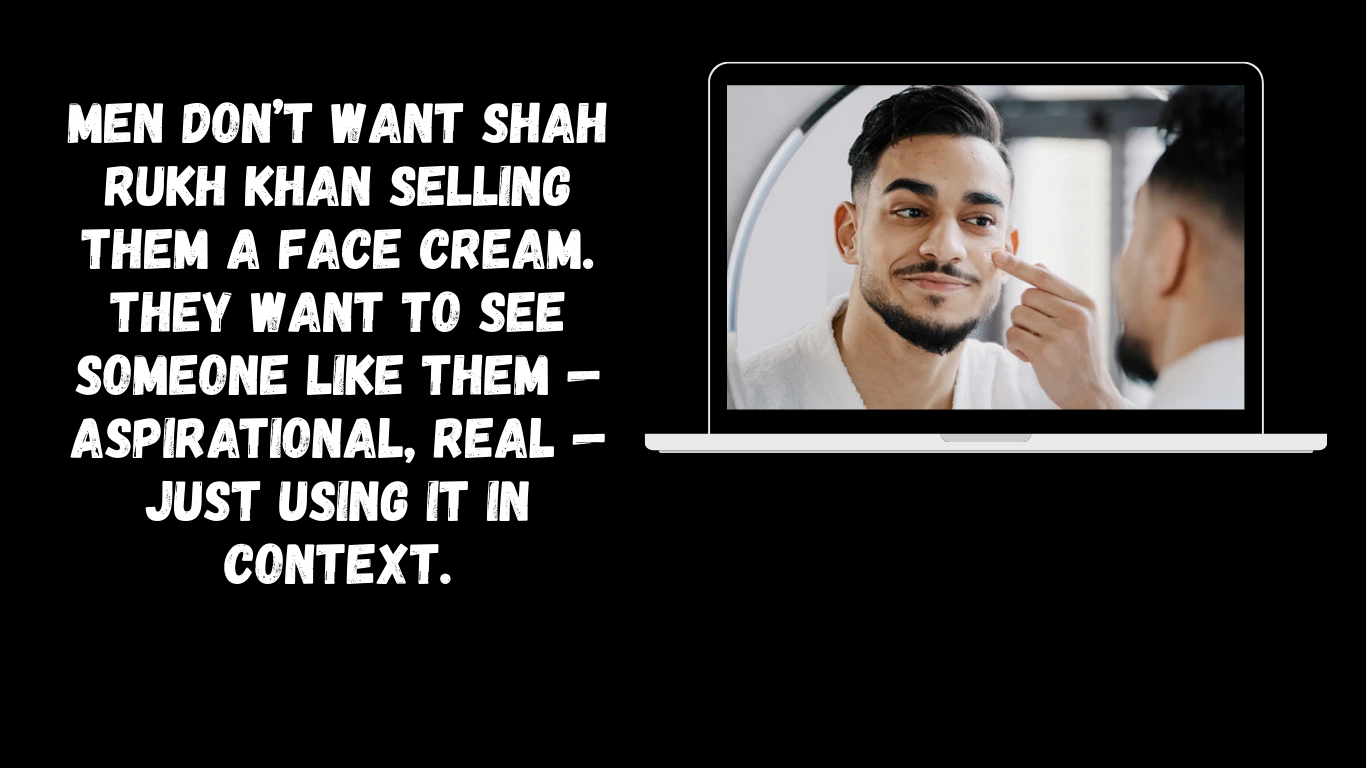 MEN DON'T WANT SHAH
RUKH KHAN SELLING
THEM A FACE CREAM.
THEY WANT TO SEE
SOMEONE LIKE THEM –
ASPIRATIONAL, REAL –
JUST USING IT IN
CONTEXT.